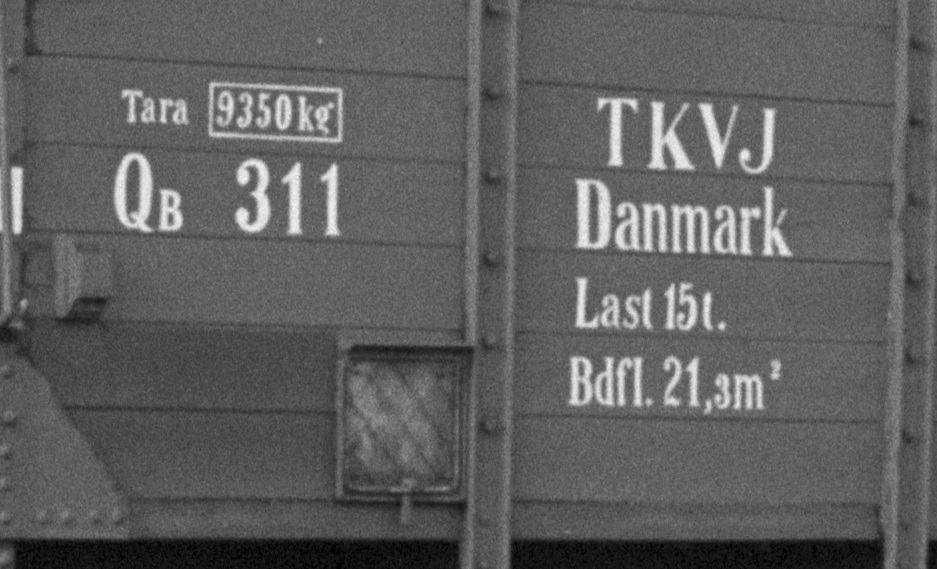 Tara 9350 kg
QB 311
TKVJ
Danmark
Last 15t.
Bdfl. 21,3m²